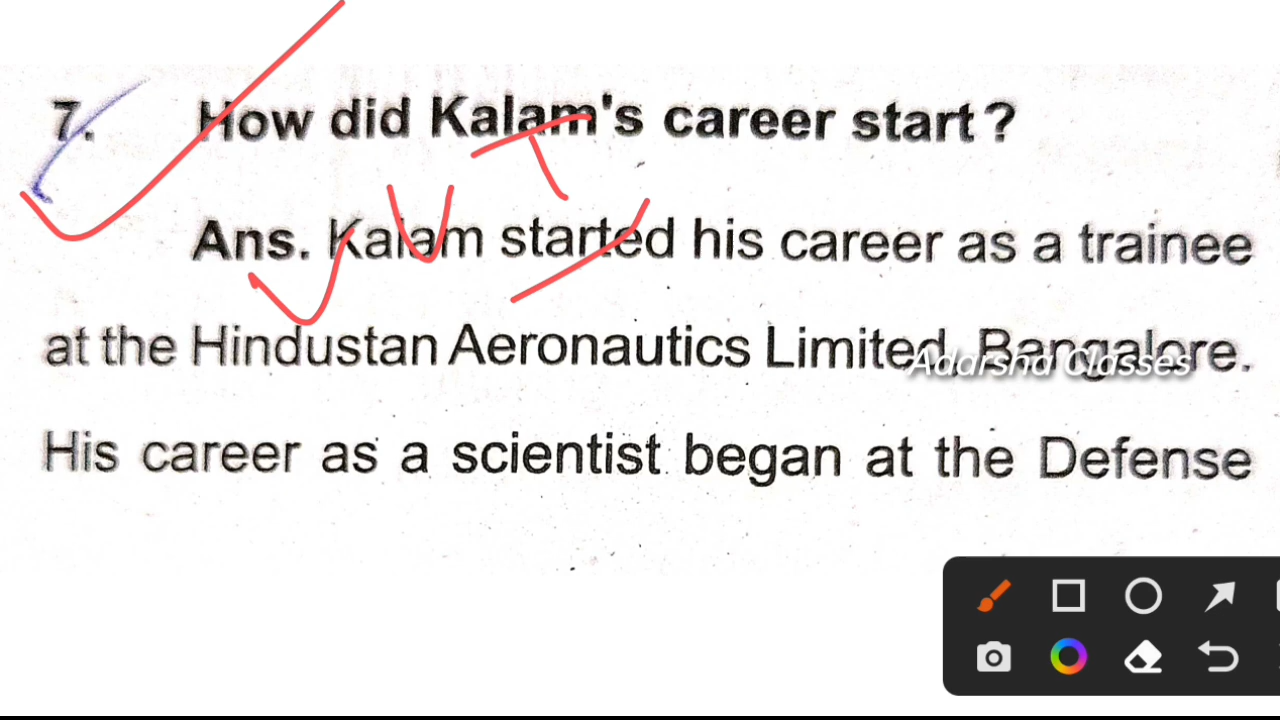 7. How did Kalam's career start?
Ans. Kalam started his career as a trainee
at the Hindustan Aeronautics Limited, Bangalore.
Adarsha Classes
His career as a scientist began at the Defense